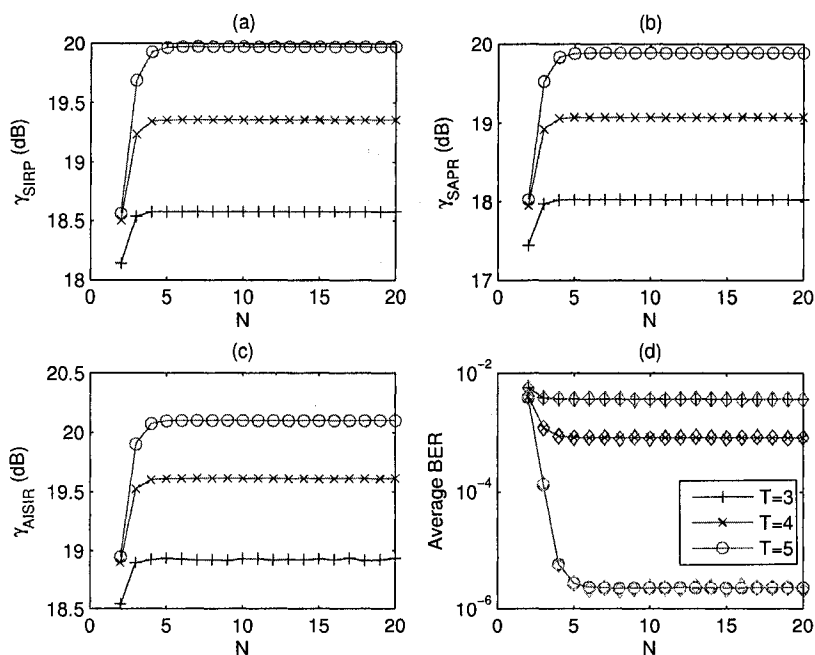 (a)
20
19.5
19
18.5
18
γSIRP (dB)
0 5 10 15 20
N
(b)
20
19
18
17
γSAPR (dB)
0 5 10 15 20
N
(c)
20.5
20
19.5
19
18.5
γAISIR (dB)
0 5 10 15 20
N
(d)
10−2
10−4
10−6
Average BER
T=3
T=4
T=5
0 5 10 15 20
N